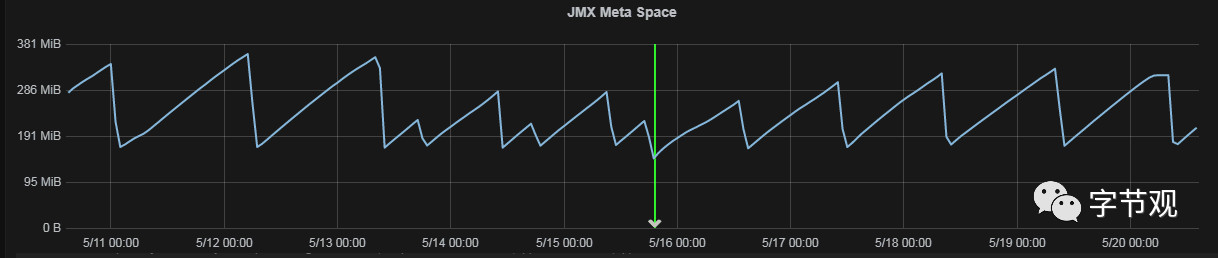 JMX Meta Space
381 MiB
286 MiB
191 MiB
95 MiB
0 B
5/11 00:00 5/12 00:00 5/13 00:00 5/14 00:00 5/15 00:00 5/16 00:00 5/17 00:00 5/18 00:00 5/19 00:00 5/20 00:00
字节观